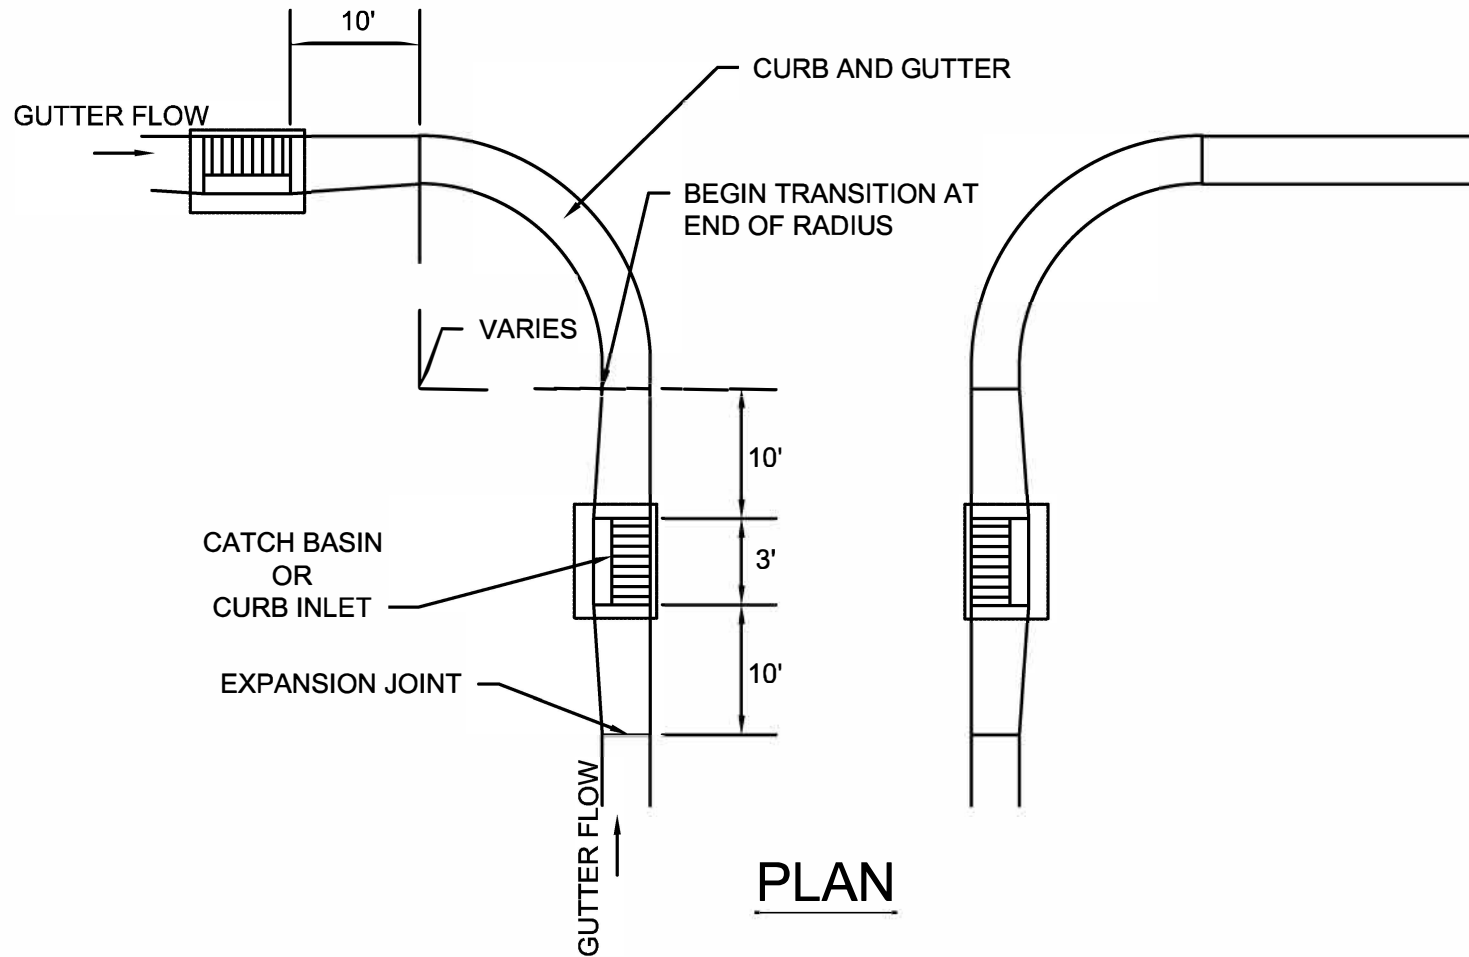 10'
CURB AND GUTTER
GUTTER FLOW
BEGIN TRANSITION AT
END OF RADIUS
VARIES
10'
CATCH BASIN
OR
CURB INLET
3'
10'
EXPANSION JOINT
GUTTER FLOW
PLAN